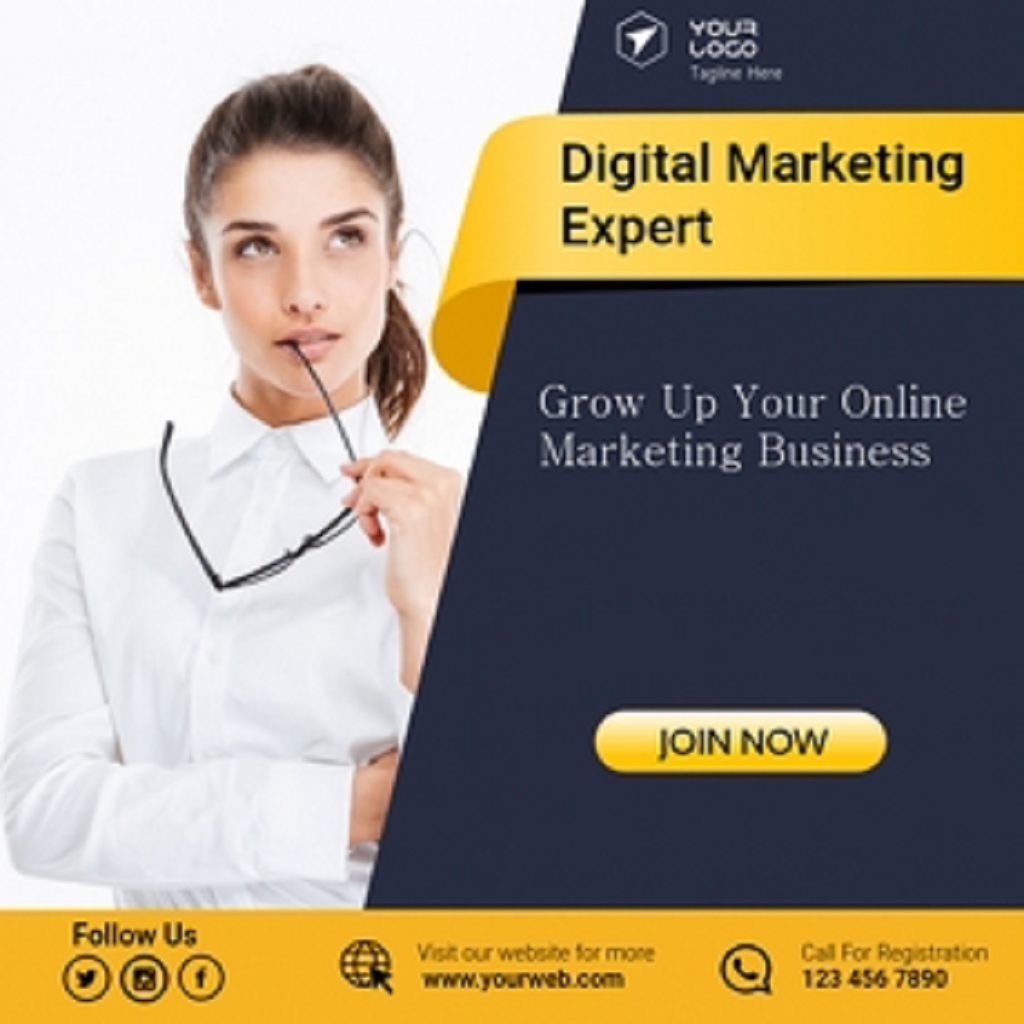 YOUR
LOGO
Tagline Here
Digital Marketing
Expert
Grow Up Your Online
Marketing Business
JOIN NOW
Follow Us
Visit our website for more
www.yourweb.com
Call For Registration
123 456 7890